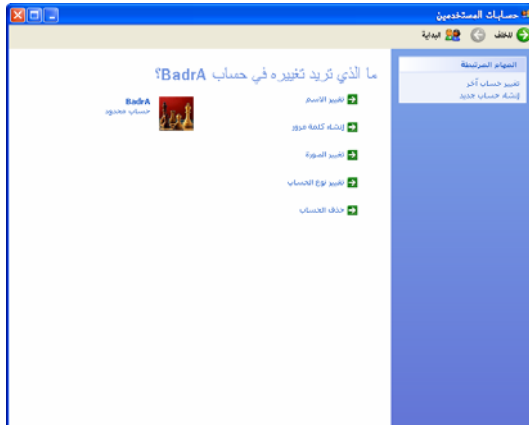 حسابات المستخدمين
للخلف
البداية
المهام المرتبطة
تغيير حساب آخر
إنشاء حساب جديد
ما الذي تريد تغييره في حساب BadrA؟
تغيير الاسم
إنشاء كلمة مرور
تغيير الصورة
تغيير نوع الحساب
حذف الحساب
BadrA
حساب محدود